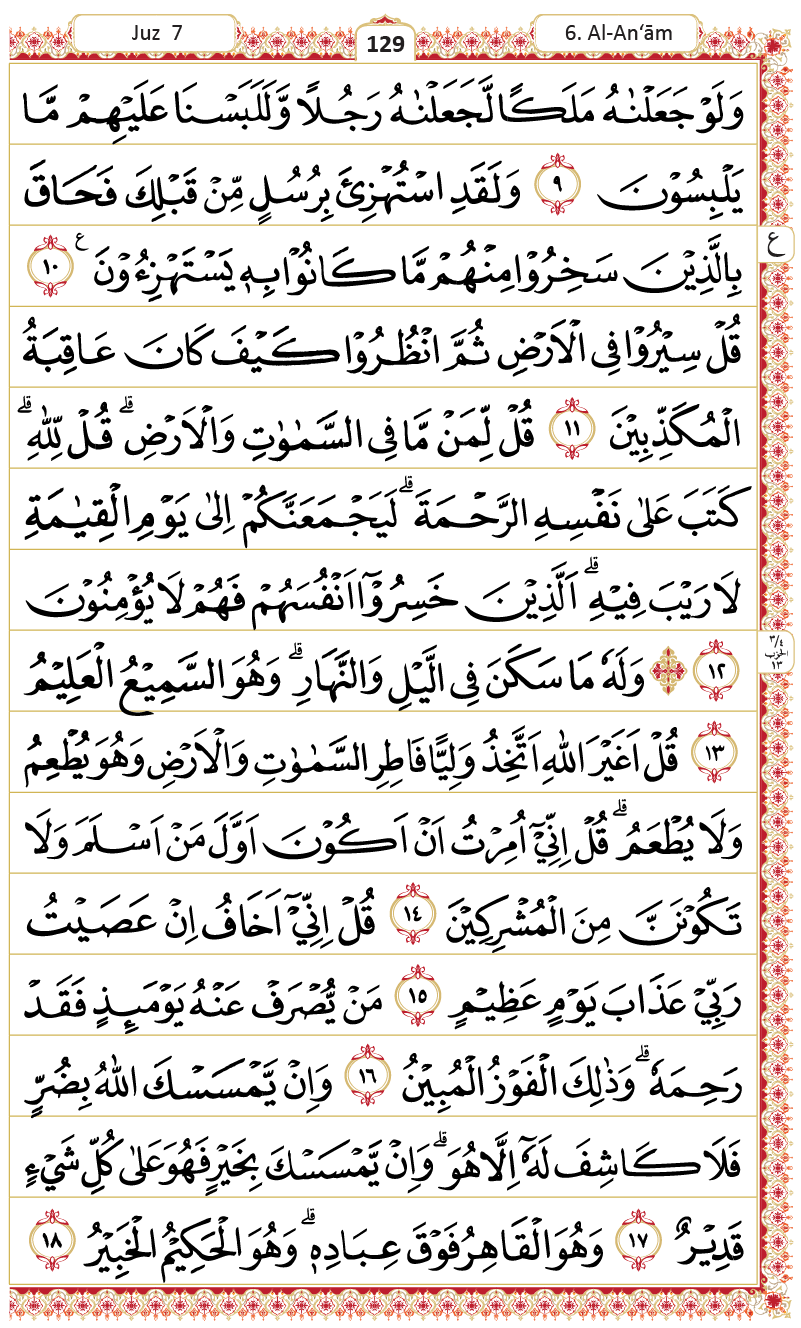 Juz 7
129
6. Al-An‘ām
وَلَوْ جَعَلْنٰهُ مَلَكًا لَّجَعَلْنٰهُ رَجُلًا وَّلَلَبَسْنَا عَلَيْهِمْ مَّا
يَلْبِسُوْنَ ٩ وَلَقَدِ اسْتُهْزِئَ بِرُسُلٍ مِّنْ قَبْلِكَ فَحَاقَ
بِالَّذِيْنَ سَخِرُوْا مِنْهُمْ مَّا كَانُوْا بِهٖ يَسْتَهْزِءُوْنَ ࣖ ١٠
ع
قُلْ سِيْرُوْا فِى الْاَرْضِ ثُمَّ انْظُرُوْا كَيْفَ كَانَ عَاقِبَةُ
الْمُكَذِّبِيْنَ ١١ قُلْ لِّمَنْ مَّا فِى السَّمٰوٰتِ وَالْاَرْضِۗ قُلْ لِلّٰهِ ۗ
كَتَبَ عَلٰى نَفْسِهِ الرَّحْمَةَ ۗ لَيَجْمَعَنَّكُمْ اِلٰى يَوْمِ الْقِيٰمَةِ
لَا رَيْبَ فِيْهِۗ اَلَّذِيْنَ خَسِرُوْٓا اَنْفُسَهُمْ فَهُمْ لَا يُؤْمِنُوْنَ
١٢ ۞ وَلَهٗ مَا سَكَنَ فِى الَّيْلِ وَالنَّهَارِۗ وَهُوَ السَّمِيْعُ الْعَلِيْمُ
٣/٤
الحزب
١٣
١٣ قُلْ اَغَيْرَ اللّٰهِ اَتَّخِذُ وَلِيًّا فَاطِرِ السَّمٰوٰتِ وَالْاَرْضِ وَهُوَ يُطْعِمُ
وَلَا يُطْعَمُ ۗ قُلْ اِنِّيْٓ اُمِرْتُ اَنْ اَكُوْنَ اَوَّلَ مَنْ اَسْلَمَ وَلَا
تَكُوْنَنَّ مِنَ الْمُشْرِكِيْنَ ١٤ قُلْ اِنِّيْٓ اَخَافُ اِنْ عَصَيْتُ
رَبِّيْ عَذَابَ يَوْمٍ عَظِيْمٍ ١٥ مَنْ يُّصْرَفْ عَنْهُ يَوْمَىِٕذٍ فَقَدْ
رَحِمَهٗ ۗ وَذٰلِكَ الْفَوْزُ الْمُبِيْنُ ١٦ وَاِنْ يَّمْسَسْكَ اللّٰهُ بِضُرٍّ
فَلَا كَاشِفَ لَهٗٓ اِلَّا هُوَ ۗ وَاِنْ يَّمْسَسْكَ بِخَيْرٍ فَهُوَ عَلٰى كُلِّ شَيْءٍ
قَدِيْرٌ ١٧ وَهُوَ الْقَاهِرُ فَوْقَ عِبَادِهٖۗ وَهُوَ الْحَكِيْمُ الْخَبِيْرُ ١٨